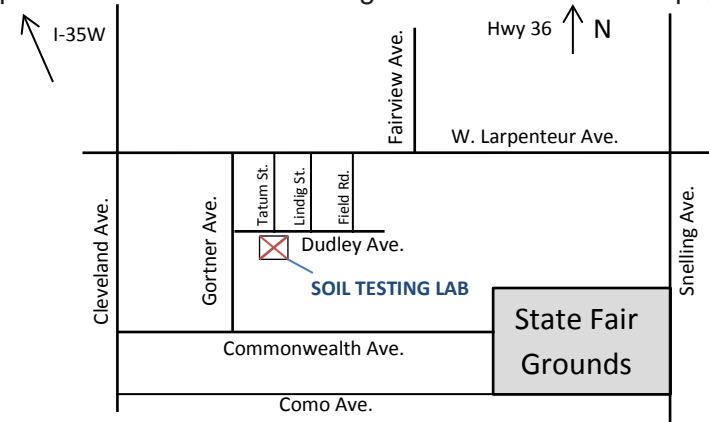 I-35W
Hwy 36
N
Fairview Ave.
W. Larpenteur Ave.
Tatum St.
Lindig St.
Field Rd.
Cleveland Ave.
Gortner Ave.
Dudley Ave.
Snelling Ave.
SOIL TESTING LAB
State Fair
Grounds
Commonwealth Ave.
Como Ave.